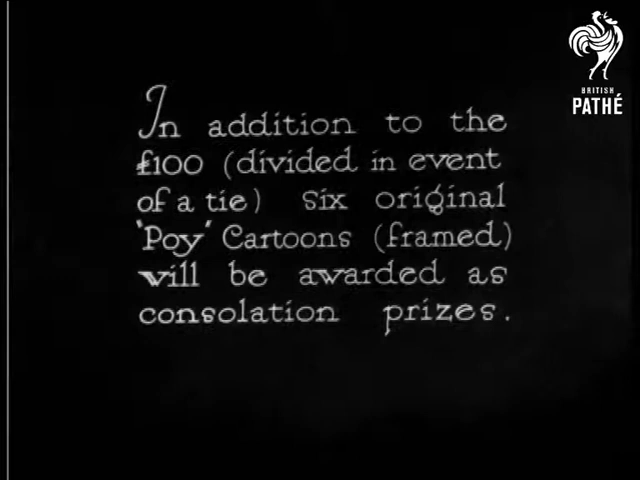 In addition to the
£100 (divided in event
of a tie) six original
'Poy' Cartoons (framed)
will be awarded as
consolation prizes.
BRITISH
PATHÉ